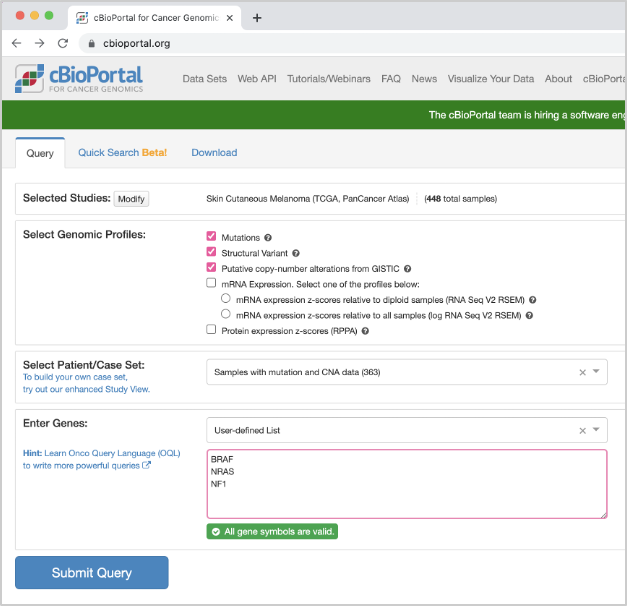 cBioPortal for Cancer Genomic
cbioportal.org
cBioPortal
FOR CANCER GENOMICS
Data Sets Web API Tutorials/Webinars FAQ News Visualize Your Data About cBioPorta
The cBioPortal team is hiring a software eng
Query Quick Search Beta! Download
Selected Studies: Modify Skin Cutaneous Melanoma (TCGA, PanCancer Atlas) (448 total samples)
Select Genomic Profiles:
Mutations
Structural Variant
Putative copy-number alterations from GISTIC
mRNA Expression. Select one of the profiles below:
mRNA expression z-scores relative to diploid samples (RNA Seq V2 RSEM)
mRNA expression z-scores relative to all samples (log RNA Seq V2 RSEM)
Protein expression z-scores (RPPA)
Select Patient/Case Set:
To build your own case set,
try out our enhanced Study View.
Samples with mutation and CNA data (363)
Enter Genes:
User-defined List
Hint: Learn Onco Query Language (OQL)
to write more powerful queries
BRAF
NRAS
NF1
All gene symbols are valid.
Submit Query